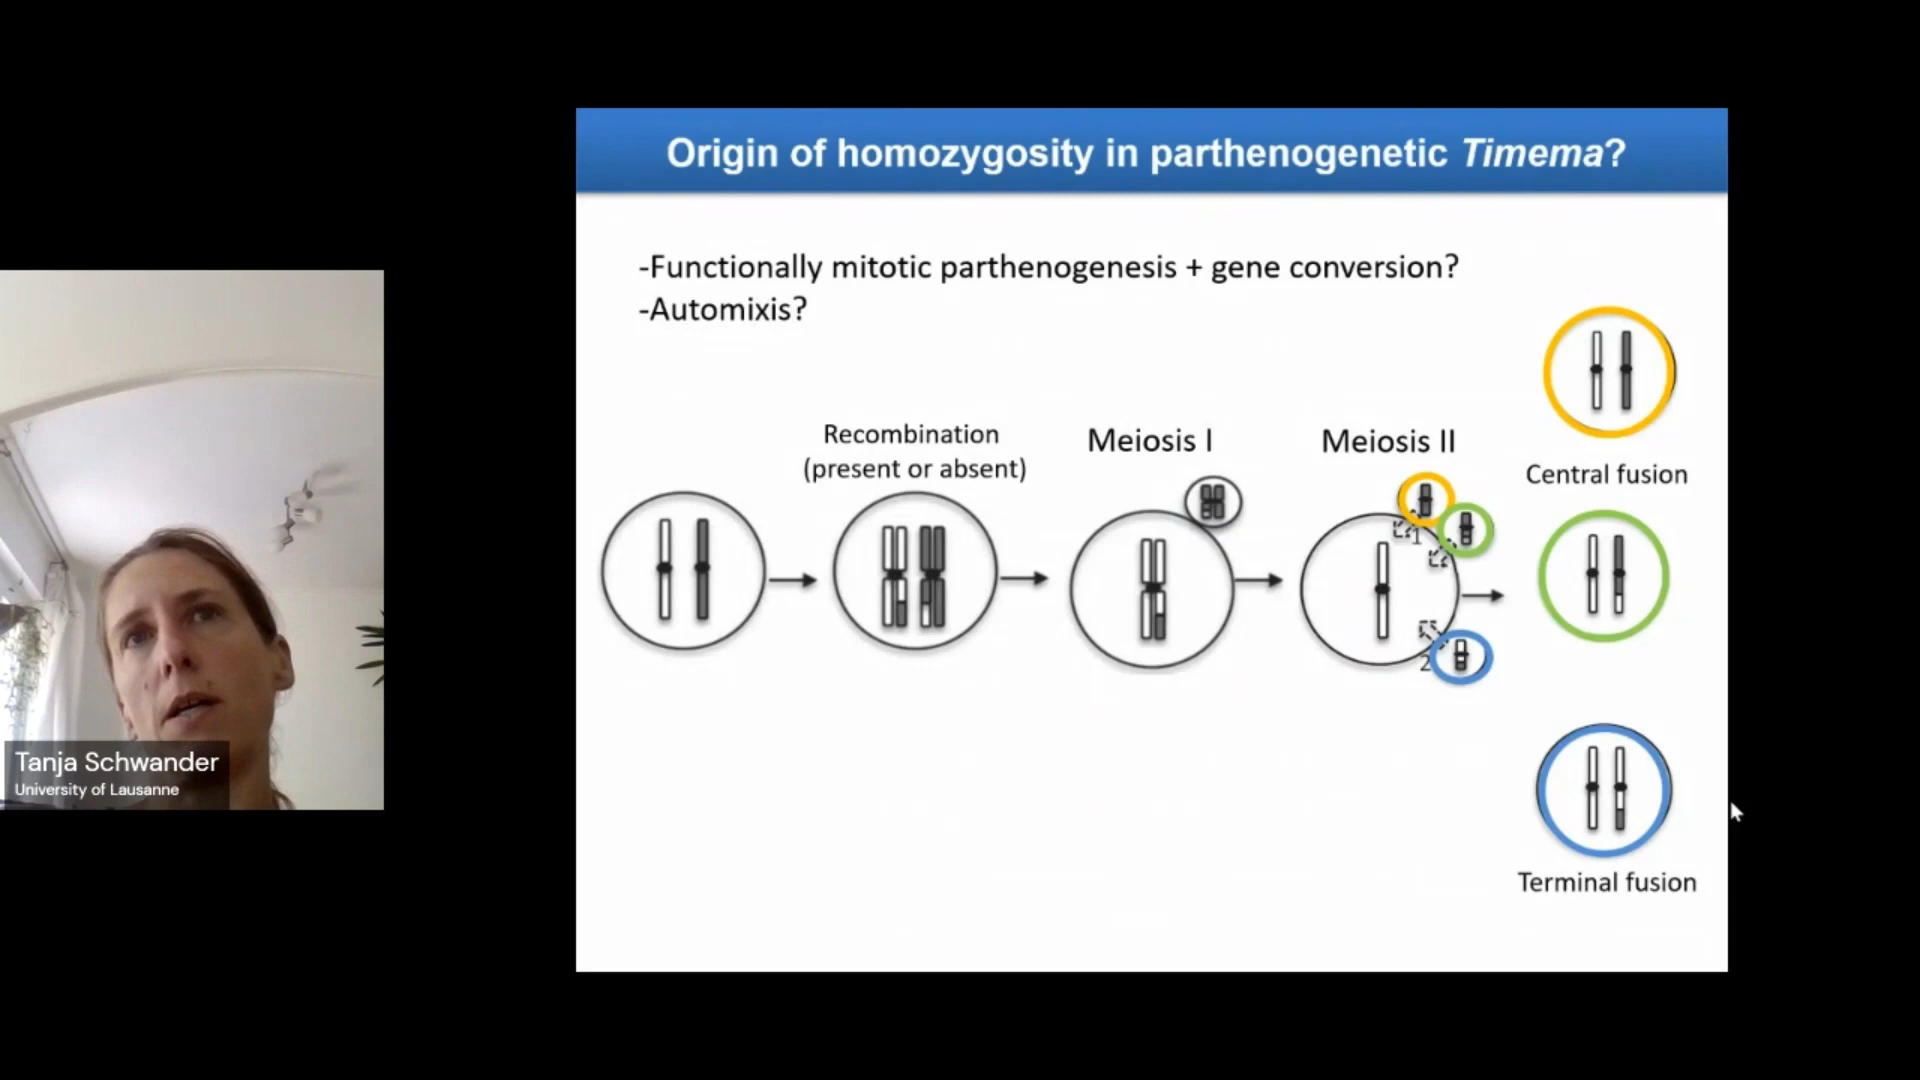 Origin of homozygosity in parthenogenetic Timema?
-Functionally mitotic parthenogenesis + gene conversion?
-Automixis?
Recombination
(present or absent)
Meiosis I
Meiosis II
1
2
Central fusion
Terminal fusion
Tanja Schwander
University of Lausanne